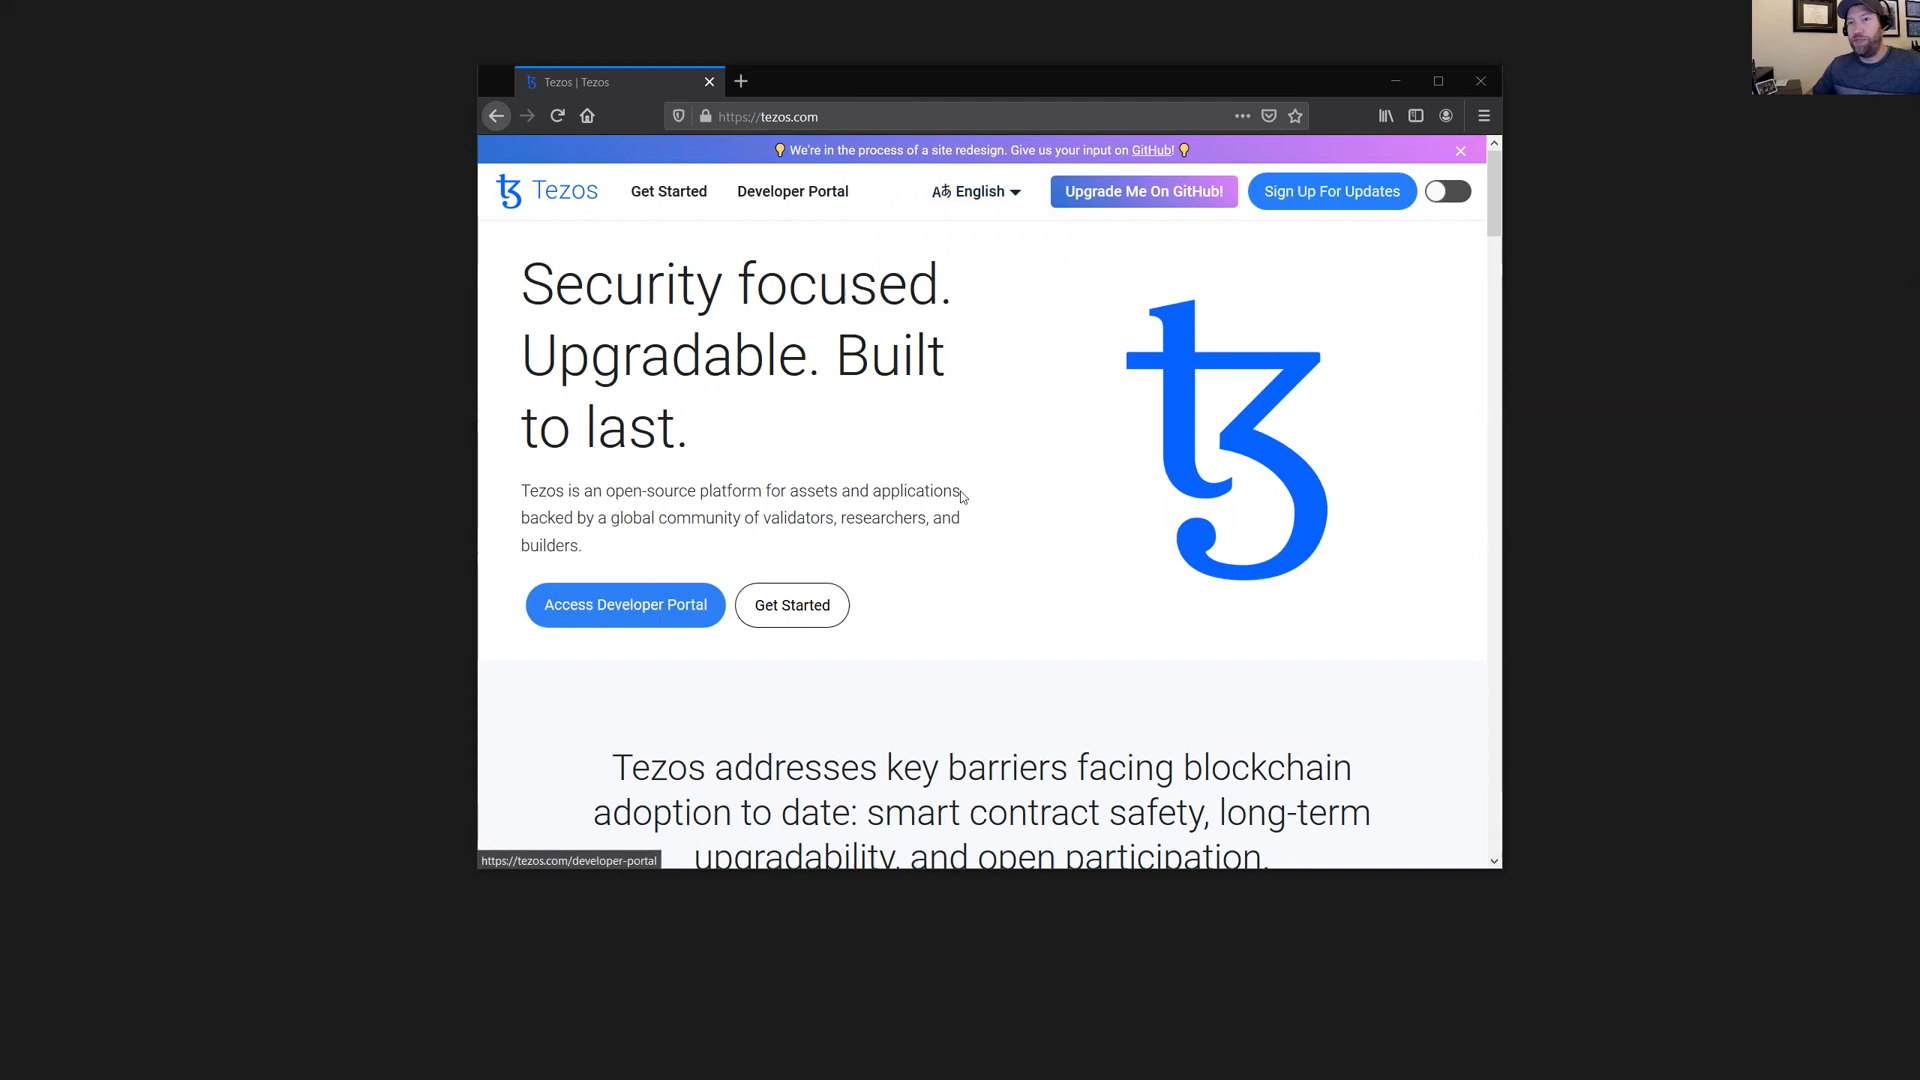 Tezos | Tezos
https://tezos.com
We're in the process of a site redesign. Give us your input on GitHub!
Tezos
Get Started
Developer Portal
Aあ English
Upgrade Me On GitHub!
Sign Up For Updates
Security focused.
Upgradable. Built
to last.
Tezos is an open-source platform for assets and applications
backed by a global community of validators, researchers, and
builders.
Access Developer Portal
Get Started
Tezos addresses key barriers facing blockchain
adoption to date: smart contract safety, long-term
upgradability, and open participation.
https://tezos.com/developer-portal